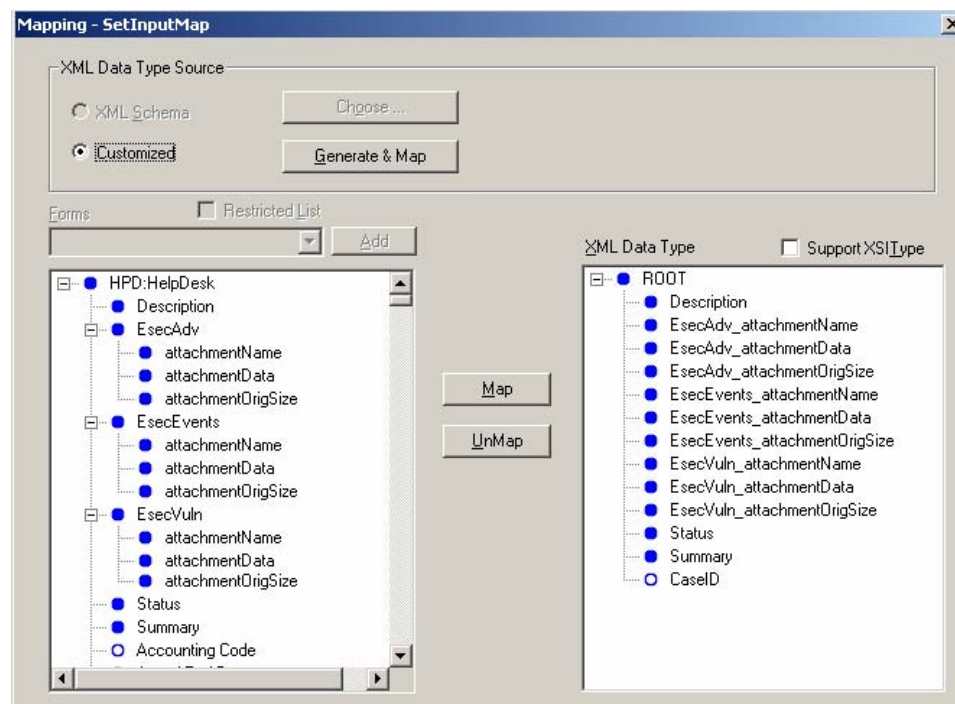 Mapping - SetInputMap
XML Data Type Source
XML Schema
Choose ...
Customized
Generate & Map
Forms
Restricted List
Add
XML Data Type
Support XSIType
HPD:HelpDesk
Description
EsecAdv
attachmentName
attachmentData
attachmentOrigSize
EsecEvents
attachmentName
attachmentData
attachmentOrigSize
EsecVuln
attachmentName
attachmentData
attachmentOrigSize
Status
Summary
Accounting Code
Map
UnMap
ROOT
Description
EsecAdv_attachmentName
EsecAdv_attachmentData
EsecAdv_attachmentOrigSize
EsecEvents_attachmentName
EsecEvents_attachmentData
EsecEvents_attachmentOrigSize
EsecVuln_attachmentName
EsecVuln_attachmentData
EsecVuln_attachmentOrigSize
Status
Summary
CaseID